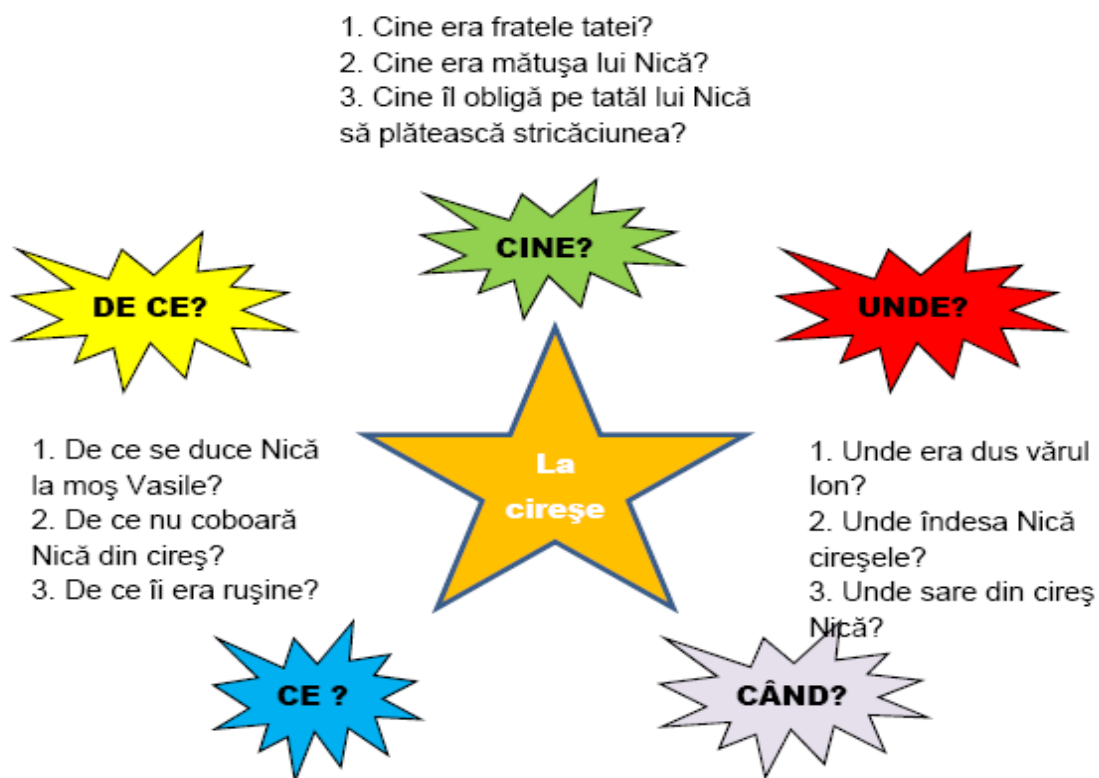 1. Cine era fratele tatei?
2. Cine era mătuşa lui Nică?
3. Cine îl obligă pe tatăl lui Nică
să plătească stricăciunea?
CINE?
DE CE?
UNDE?
La
cireşe
1. De ce se duce Nică
la moş Vasile?
2. De ce nu coboară
Nică din cireş?
3. De ce îi era ruşine?
1. Unde era dus vărul
Ion?
2. Unde îndesa Nică
cireşele?
3. Unde sare din cireş
Nică?
CE ?
CÂND?